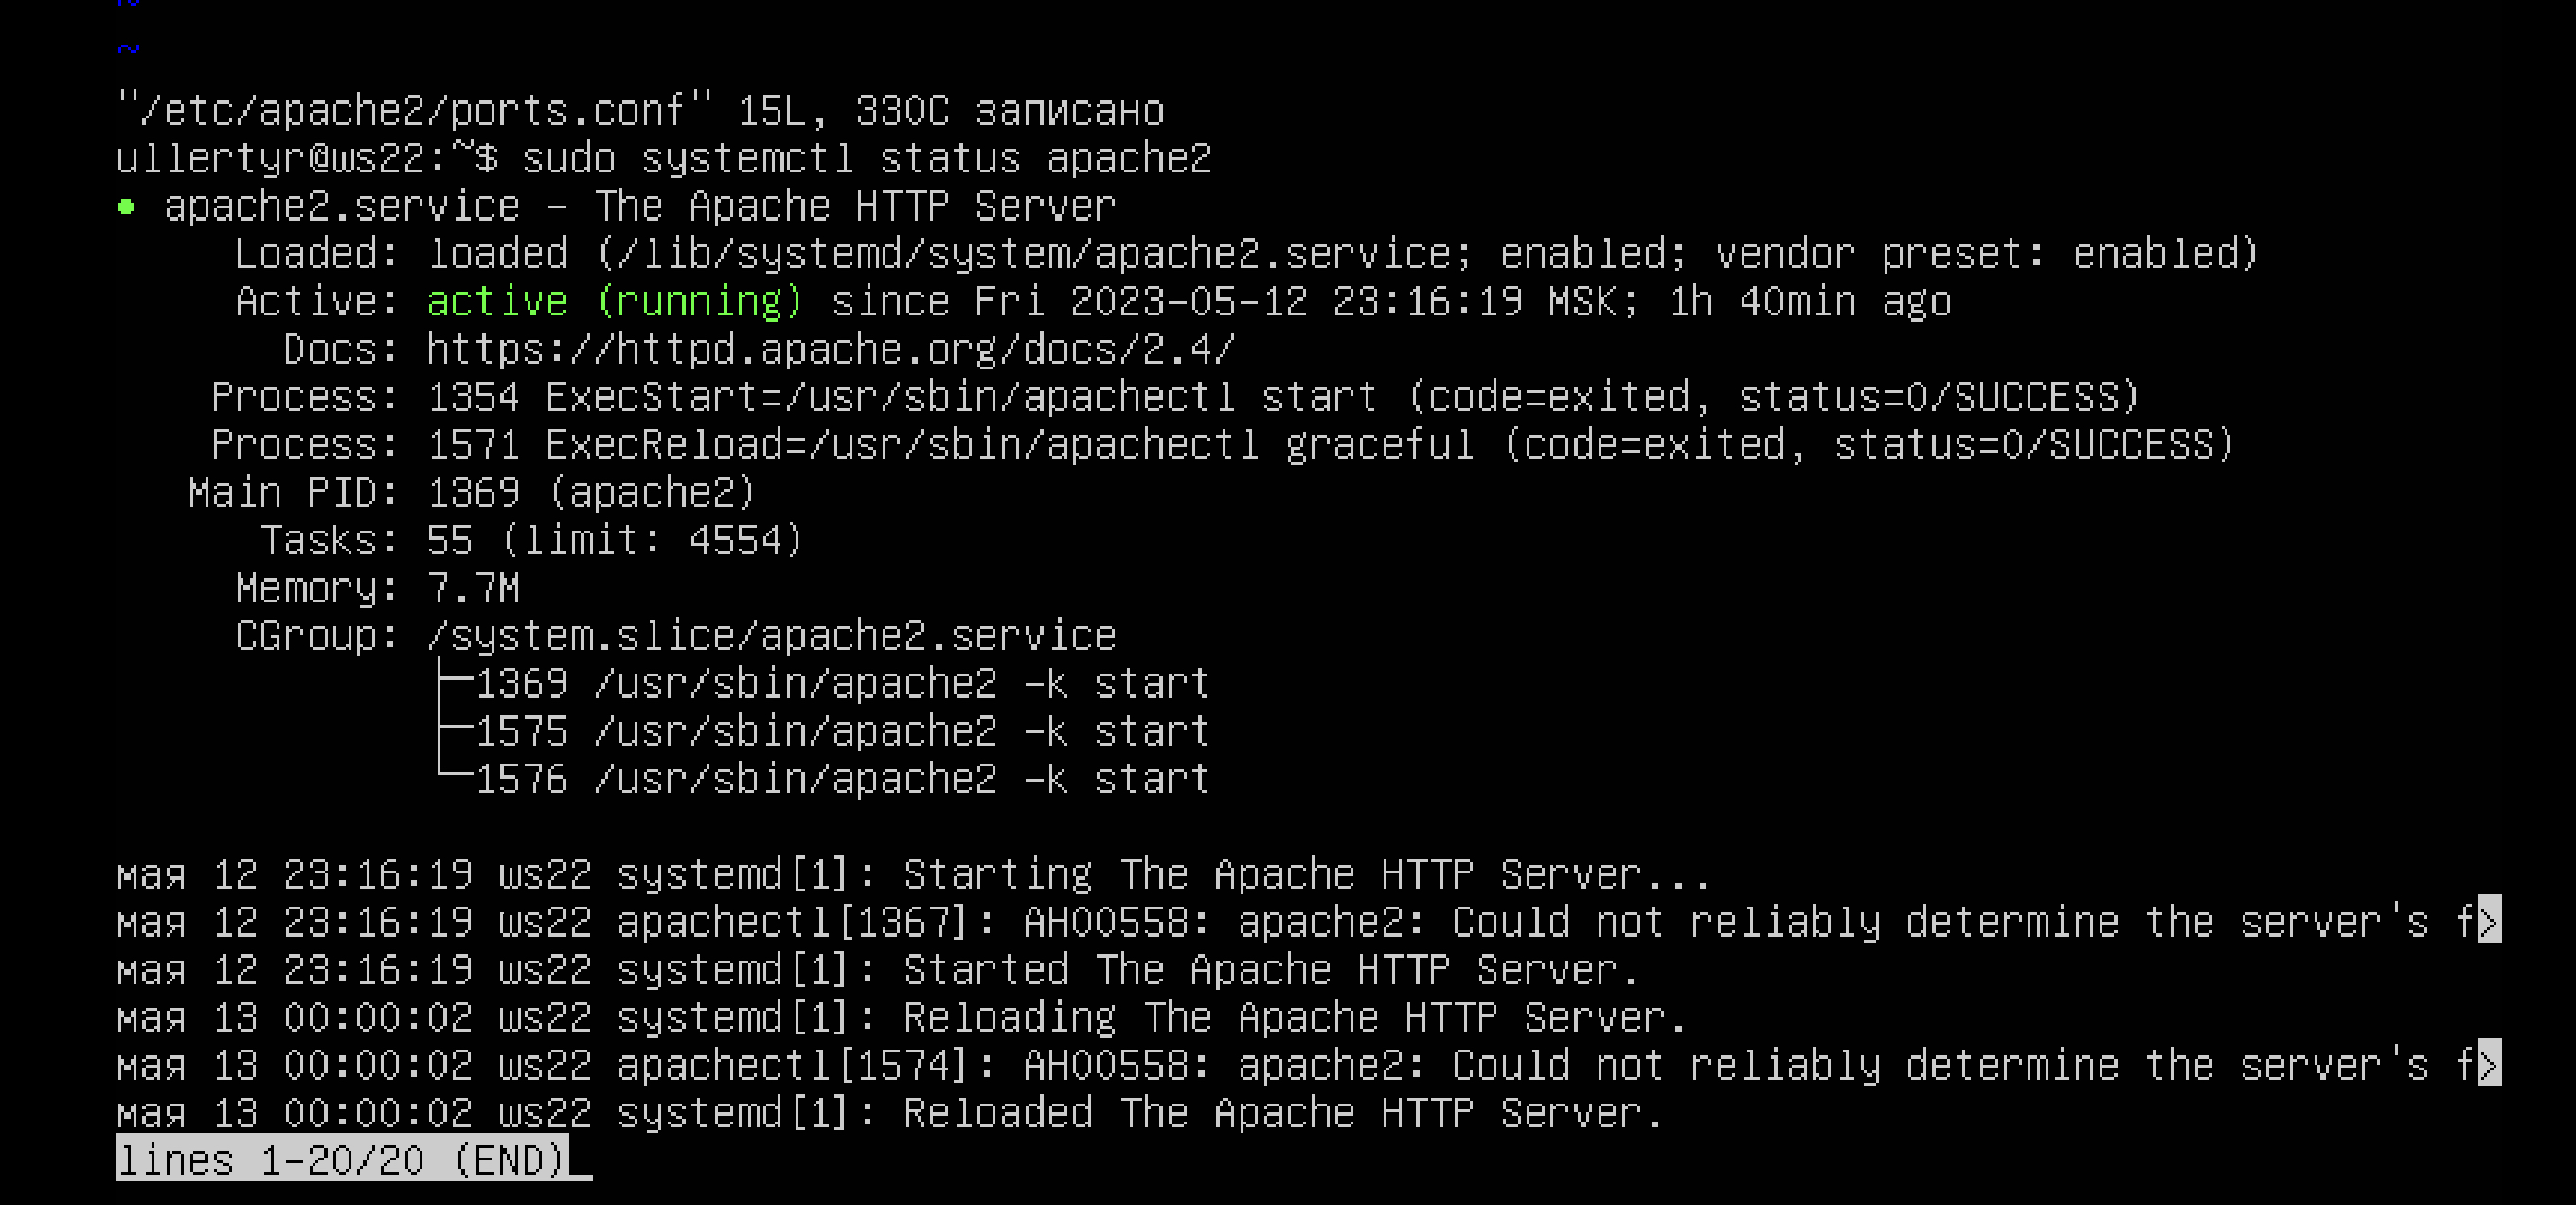 ~
~
"/etc/apache2/ports.conf" 15L, 330C записано
ullertyr@ws22:~$ sudo systemctl status apache2
● apache2.service - The Apache HTTP Server
     Loaded: loaded (/lib/systemd/system/apache2.service; enabled; vendor preset: enabled)
     Active: active (running) since Fri 2023-05-12 23:16:19 MSK; 1h 40min ago
       Docs: https://httpd.apache.org/docs/2.4/
    Process: 1354 ExecStart=/usr/sbin/apachectl start (code=exited, status=0/SUCCESS)
    Process: 1571 ExecReload=/usr/sbin/apachectl graceful (code=exited, status=0/SUCCESS)
   Main PID: 1369 (apache2)
      Tasks: 55 (limit: 4554)
     Memory: 7.7M
     CGroup: /system.slice/apache2.service
             ├─1369 /usr/sbin/apache2 -k start
             ├─1575 /usr/sbin/apache2 -k start
             └─1576 /usr/sbin/apache2 -k start
мая 12 23:16:19 ws22 systemd[1]: Starting The Apache HTTP Server...
мая 12 23:16:19 ws22 apachectl[1367]: AH00558: apache2: Could not reliably determine the server's f>
мая 12 23:16:19 ws22 systemd[1]: Started The Apache HTTP Server.
мая 13 00:00:02 ws22 systemd[1]: Reloading The Apache HTTP Server.
мая 13 00:00:02 ws22 apachectl[1574]: AH00558: apache2: Could not reliably determine the server's f>
мая 13 00:00:02 ws22 systemd[1]: Reloaded The Apache HTTP Server.
lines 1-20/20 (END)